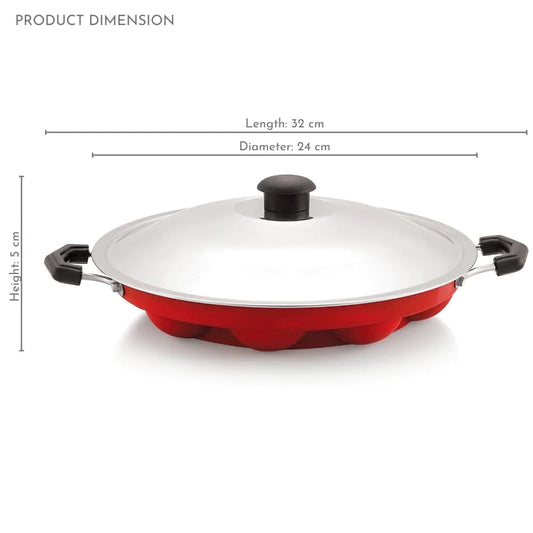 PRODUCT DIMENSION
Length: 32 cm
Diameter: 24 cm
Height: 5 cm